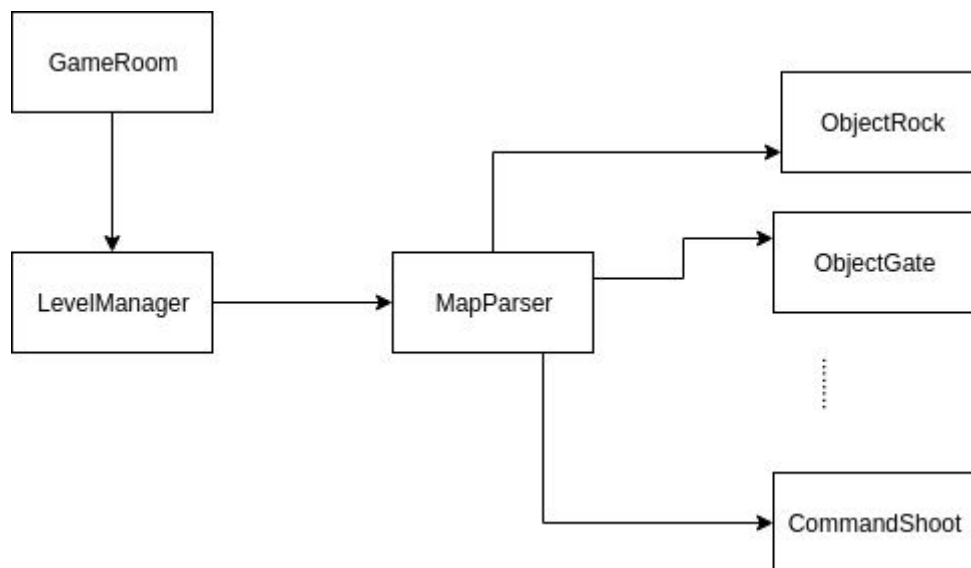 GameRoom
ObjectRock
ObjectGate
LevelManager
MapParser
CommandShoot